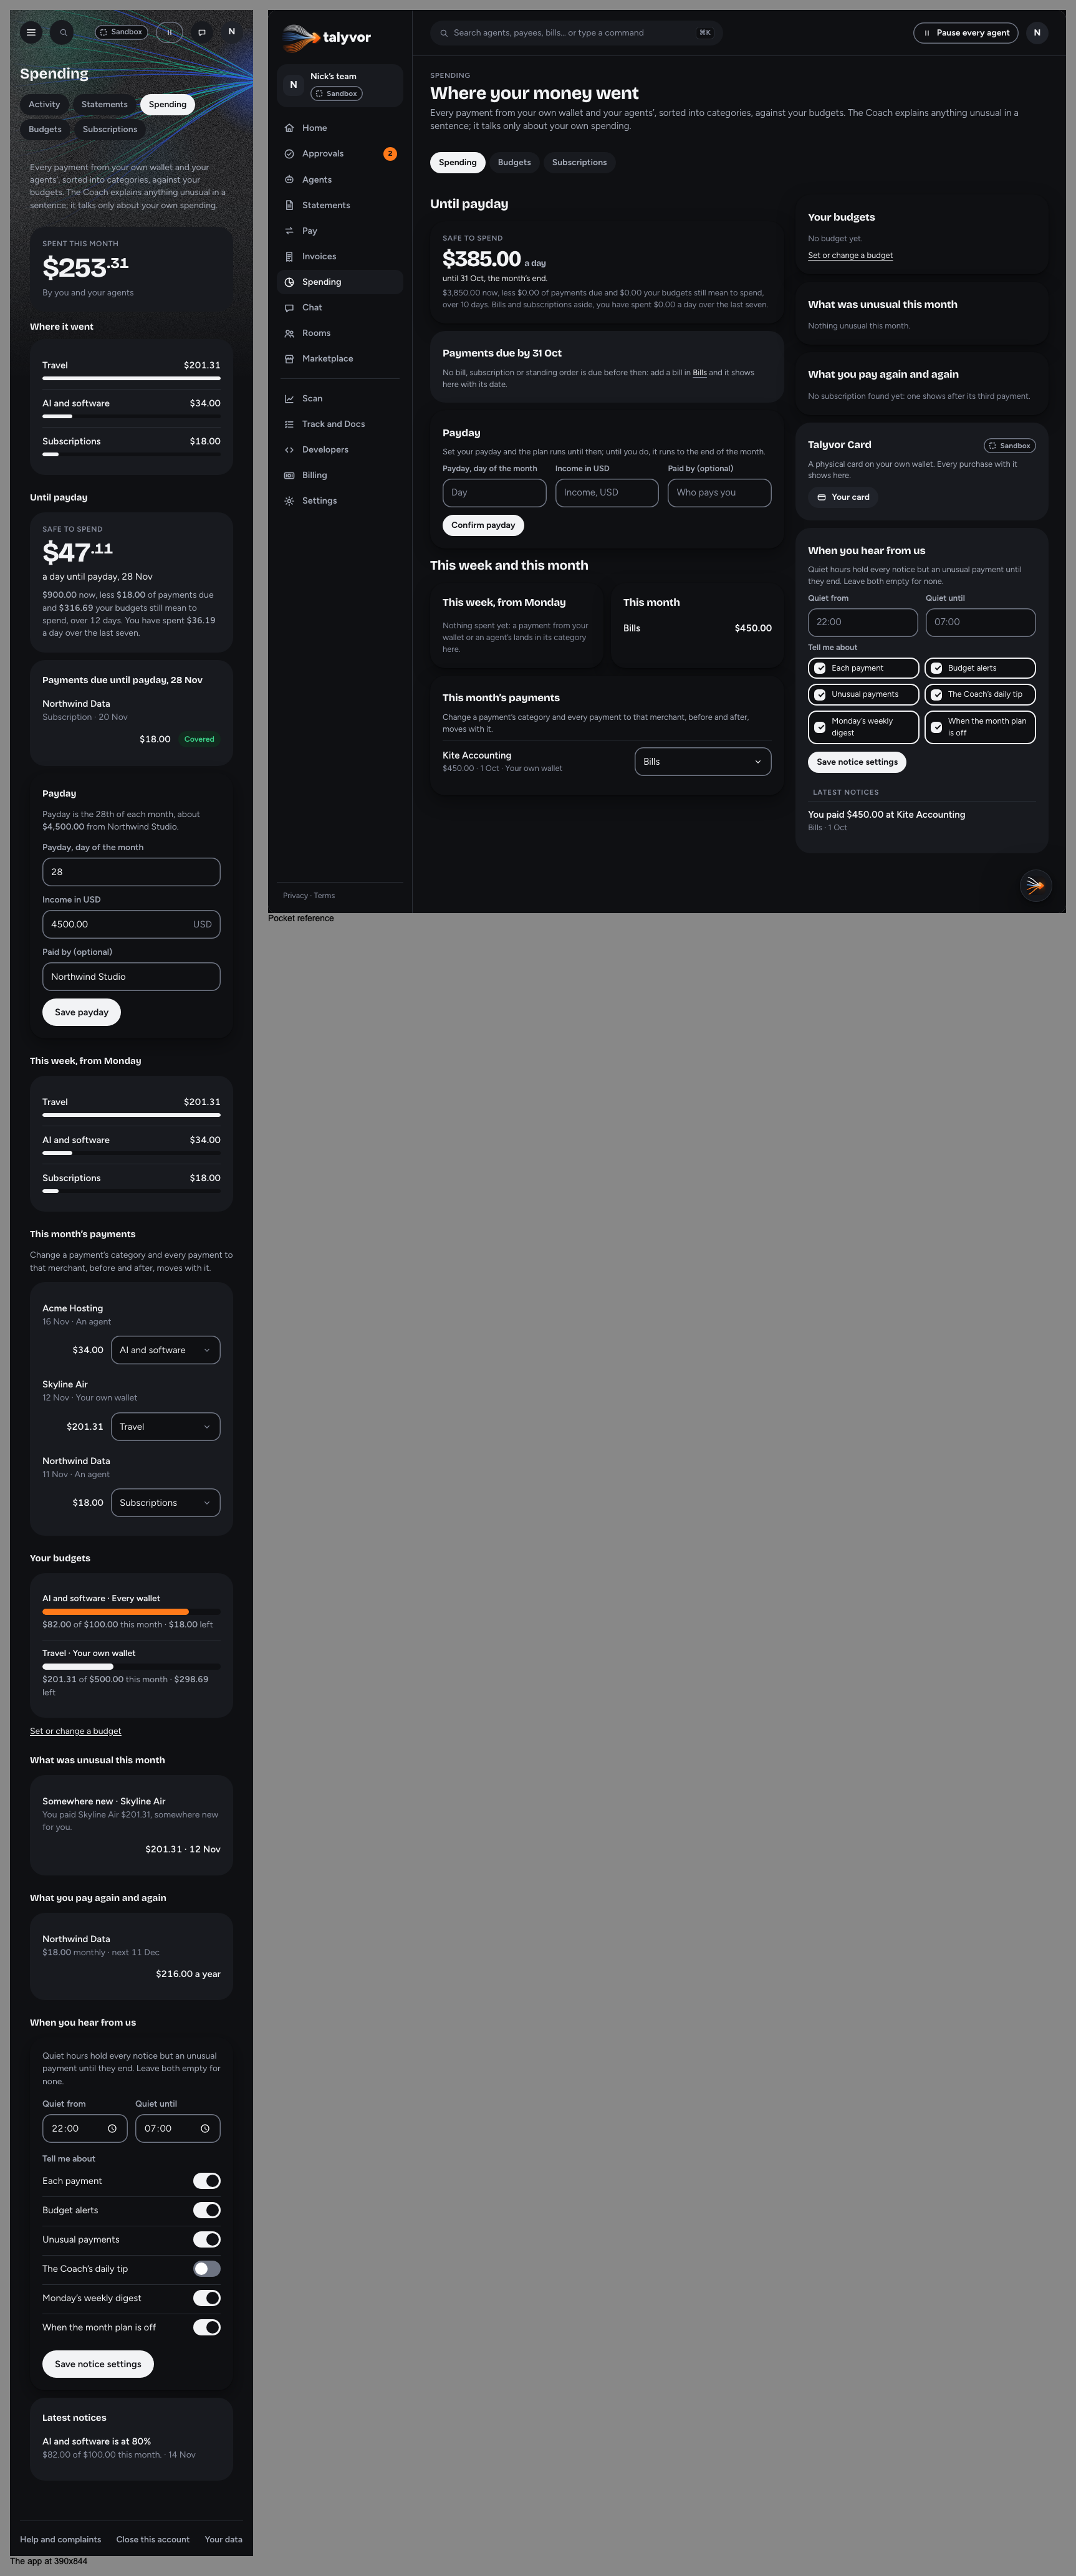 Sandbox
N
Spending
Activity
Statements
Spending
Budgets
Subscriptions
Every payment from your own wallet and your
agents', sorted into categories, against your
budgets. The Coach explains anything unusual in a
sentence; it talks only about your own spending.
SPENT THIS MONTH
$253.31
By you and your agents
Where it went
Travel $201.31
AI and software $34.00
Subscriptions $18.00
Until payday
SAFE TO SPEND
$47.11
a day until payday, 28 Nov
$900.00 now, less $18.00 of payments due
and $316.69 your budgets still mean to
spend, over 12 days. You have spent $36.19
a day over the last seven.
Payments due until payday, 28 Nov
Northwind Data
Subscription · 20 Nov
$18.00 Covered
Payday
Payday is the 28th of each month, about
$4,500.00 from Northwind Studio.
Payday, day of the month
28
Income in USD
4500.00 USD
Paid by (optional)
Northwind Studio
Save payday
This week, from Monday
Travel $201.31
AI and software $34.00
Subscriptions $18.00
This month's payments
Change a payment's category and every payment to
that merchant, before and after, moves with it.
Acme Hosting
16 Nov · An agent
$34.00 AI and software
Skyline Air
12 Nov · Your own wallet
$201.31 Travel
Northwind Data
11 Nov · An agent
$18.00 Subscriptions
Your budgets
AI and software · Every wallet
$82.00 of $100.00 this month · $18.00 left
Travel · Your own wallet
$201.31 of $500.00 this month · $298.69
left
Set or change a budget
What was unusual this month
Somewhere new · Skyline Air
You paid Skyline Air $201.31, somewhere new
for you.
$201.31 · 12 Nov
What you pay again and again
Northwind Data
$18.00 monthly · next 11 Dec
$216.00 a year
When you hear from us
Quiet hours hold every notice but an unusual
payment until they end. Leave both empty for
none.
Quiet from Quiet until
22:00 07:00
Tell me about
Each payment
Budget alerts
Unusual payments
The Coach's daily tip
Monday's weekly digest
When the month plan is off
Save notice settings
Latest notices
AI and software is at 80%
$82.00 of $100.00 this month. · 14 Nov
Help and complaints Close this account Your data
The app at 390x844
talyvor
N
Nick's team
Sandbox
Home
Approvals 2
Agents
Statements
Pay
Invoices
Spending
Chat
Rooms
Marketplace
Scan
Track and Docs
Developers
Billing
Settings
Privacy · Terms
Search agents, payees, bills... or type a command ⌘K
Pause every agent
N
SPENDING
Where your money went
Every payment from your own wallet and your agents', sorted into categories, against your budgets. The Coach explains anything unusual in a
sentence; it talks only about your own spending.
Spending
Budgets
Subscriptions
Until payday
SAFE TO SPEND
$385.00 a day
until 31 Oct, the month's end.
$3,850.00 now, less $0.00 of payments due and $0.00 your budgets still mean to spend,
over 10 days. Bills and subscriptions aside, you have spent $0.00 a day over the last seven.
Payments due by 31 Oct
No bill, subscription or standing order is due before then: add a bill in Bills and it shows
here with its date.
Payday
Set your payday and the plan runs until then; until you do, it runs to the end of the month.
Payday, day of the month Income in USD Paid by (optional)
Day Income, USD Who pays you
Confirm payday
This week and this month
This week, from Monday
Nothing spent yet: a payment from your
wallet or an agent's lands in its category
here.
This month
Bills $450.00
This month's payments
Change a payment's category and every payment to that merchant, before and after,
moves with it.
Kite Accounting
$450.00 · 1 Oct · Your own wallet
Bills
Your budgets
No budget yet.
Set or change a budget
What was unusual this month
Nothing unusual this month.
What you pay again and again
No subscription found yet: one shows after its third payment.
Talyvor Card
Sandbox
A physical card on your own wallet. Every purchase with it
shows here.
Your card
When you hear from us
Quiet hours hold every notice but an unusual payment until
they end. Leave both empty for none.
Quiet from Quiet until
22:00 07:00
Tell me about
Each payment
Budget alerts
Unusual payments
The Coach's daily tip
Monday's weekly
digest
When the month plan
is off
Save notice settings
LATEST NOTICES
You paid $450.00 at Kite Accounting
Bills · 1 Oct
Pocket reference